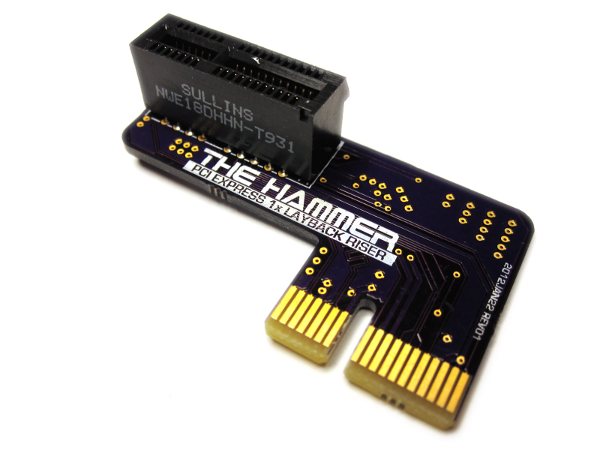 SULLINS
NWE18DHHN-T931
THE HAMMER
PCI EXPRESS 1x LAYBACK RISER
2012JAN22 REV01